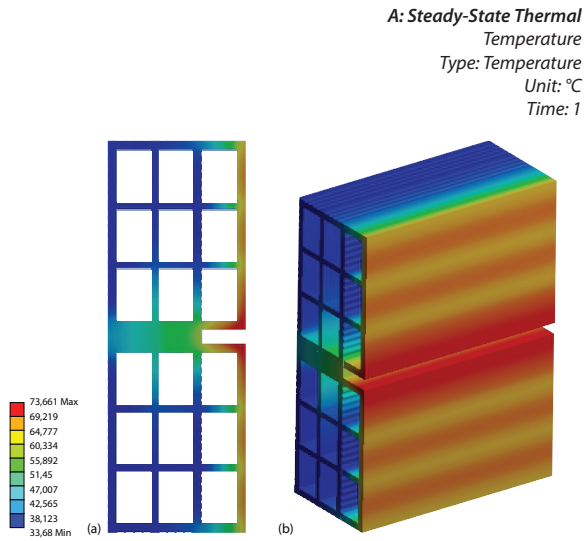 A: Steady-State Thermal
Temperature
Type: Temperature
Unit: °C
Time: 1
73,661 Max
69,219
64,777
60,334
55,892
51,45
47,007
42,565
38,123
33,68 Min
(a)
(b)